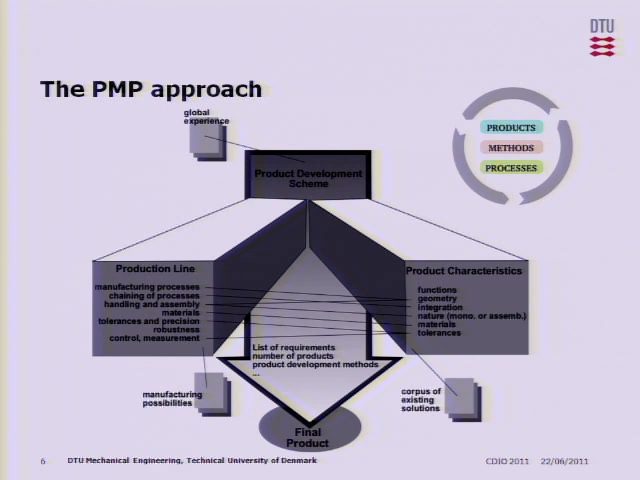 DTU
The PMP approach
global
experience
PRODUCTS
METHODS
PROCESSES
Product Development
Scheme
Production Line
manufacturing processes
chaining of processes
handling and assembly
materials
tolerances and precision
robustness
control, measurement
Product Characteristics
functions
geometry
integration
nature (mono. or assemb.)
materials
tolerances
List of requirements
number of products
product development methods
...
manufacturing
possibilities
corpus of
existing
solutions
Final
Product
6 DTU Mechanical Engineering, Technical University of Denmark
CDIO 2011 22/06/2011